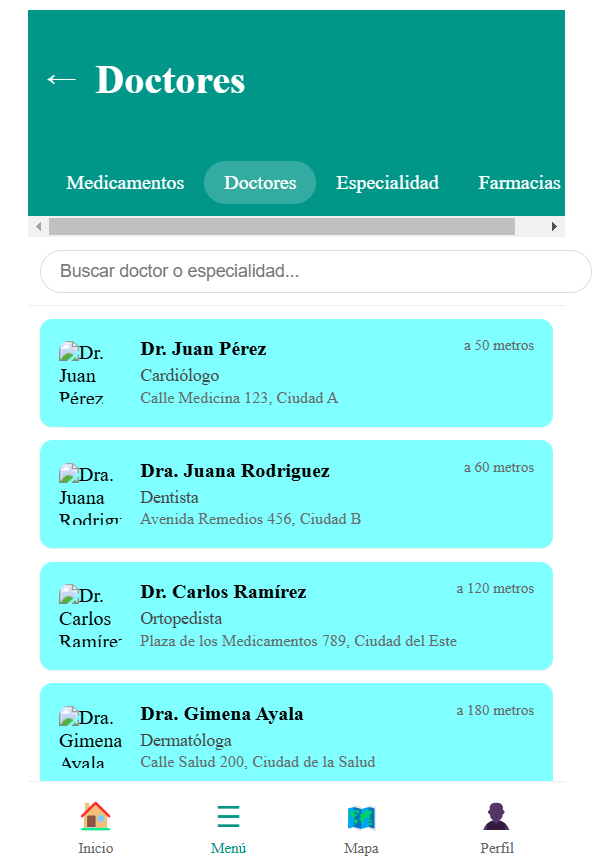 ← Doctores
Medicamentos Doctores Especialidad Farmacias
Buscar doctor o especialidad...
Dr. Juan Pérez
a 50 metros
Cardiólogo
Calle Medicina 123, Ciudad A
Dr.
Juan
Pérez
Dra. Juana Rodriguez
a 60 metros
Dentista
Avenida Remedios 456, Ciudad B
Dra.
Juana
Rodrigu
Dr. Carlos Ramírez
a 120 metros
Ortopedista
Plaza de los Medicamentos 789, Ciudad del Este
Dr.
Carlos
Ramíre
Dra. Gimena Ayala
a 180 metros
Dermatóloga
Calle Salud 200, Ciudad de la Salud
Dra.
Gimena
Ayala
Inicio Menú Mapa Perfil